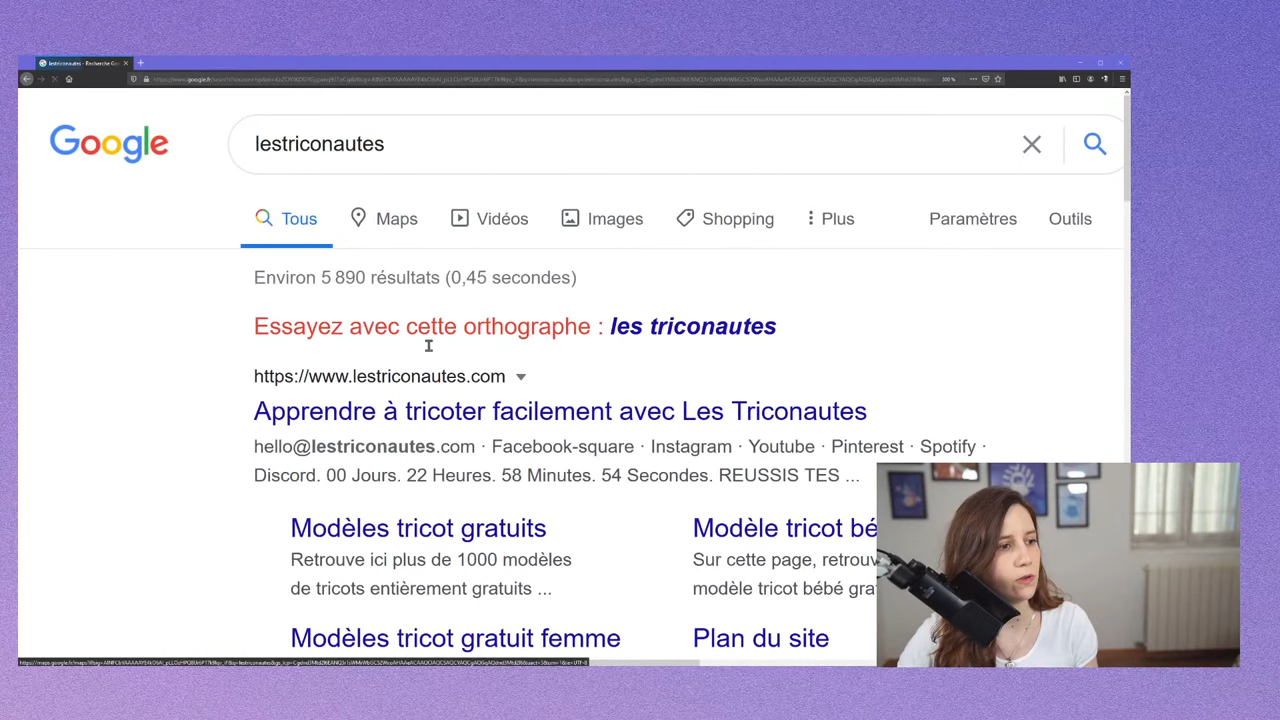 lestriconautes - Recherche Goo
100 %
Google
lestriconautes
Tous
Maps
Vidéos
Images
Shopping
Plus
Paramètres
Outils
Environ 5 890 résultats (0,45 secondes)
Essayez avec cette orthographe : les triconautes
https://www.lestriconautes.com
Apprendre à tricoter facilement avec Les Triconautes
hello@lestriconautes.com · Facebook-square · Instagram · Youtube · Pinterest · Spotify ·
Discord. 00 Jours. 22 Heures. 58 Minutes. 54 Secondes. REUSSIS TES ...
Modèles tricot gratuits
Modèle tricot bé
Retrouve ici plus de 1000 modèles
Sur cette page, retrouv
de tricots entièrement gratuits ...
modèle tricot bébé gra
Modèles tricot gratuit femme
Plan du site